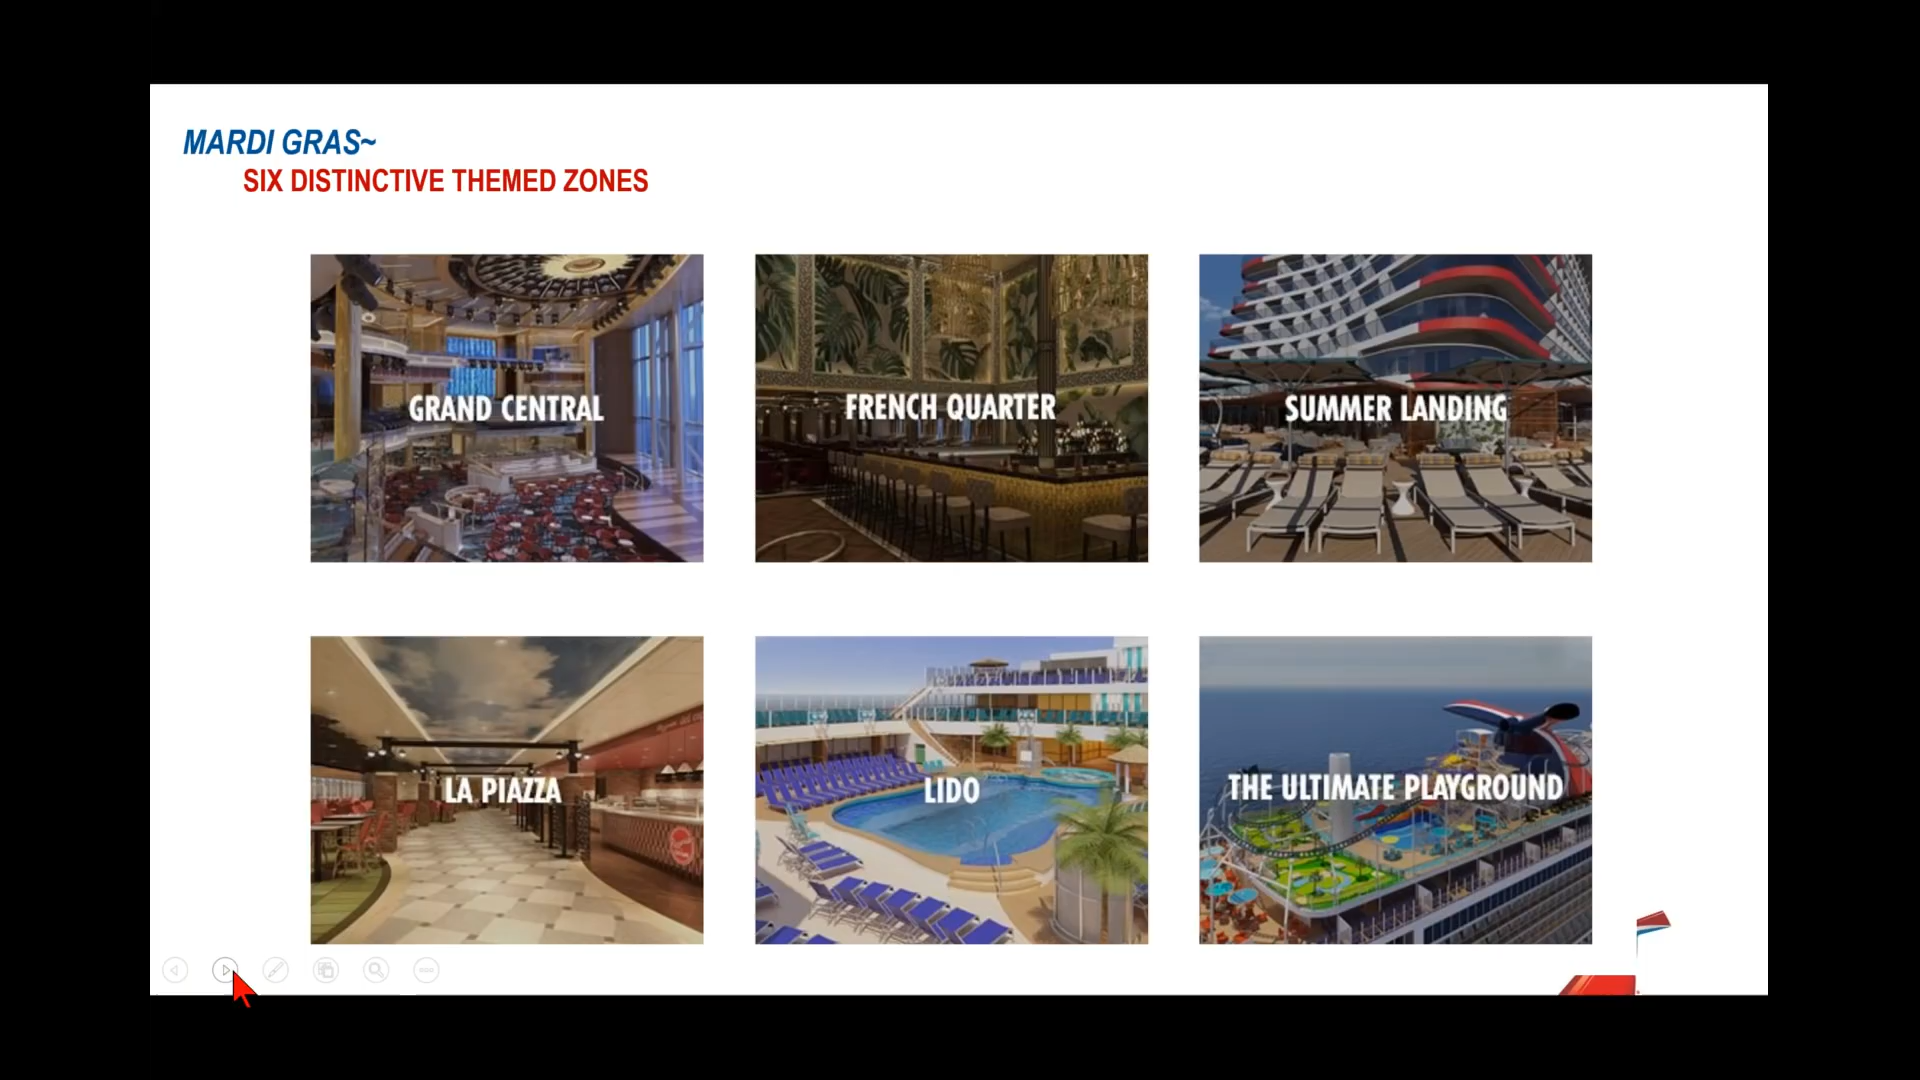 MARDI GRAS~
SIX DISTINCTIVE THEMED ZONES
GRAND CENTRAL
FRENCH QUARTER
SUMMER LANDING
LA PIAZZA
LIDO
THE ULTIMATE PLAYGROUND